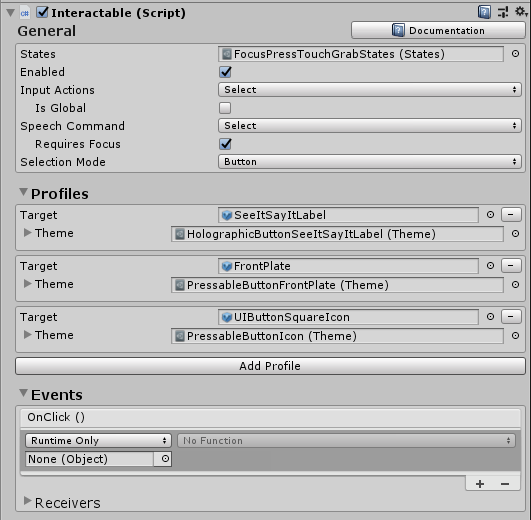 Interactable (Script)
General
Documentation
States FocusPressTouchGrabStates (States)
Enabled
Input Actions Select
Is Global
Speech Command Select
Requires Focus
Selection Mode Button
Profiles
Target SeeItSayItLabel
Theme HolographicButtonSeeItSayItLabel (Theme)
Target FrontPlate
Theme PressableButtonFrontPlate (Theme)
Target UIButtonSquareIcon
Theme PressableButtonIcon (Theme)
Add Profile
Events
OnClick ()
Runtime Only No Function
None (Object)
Receivers